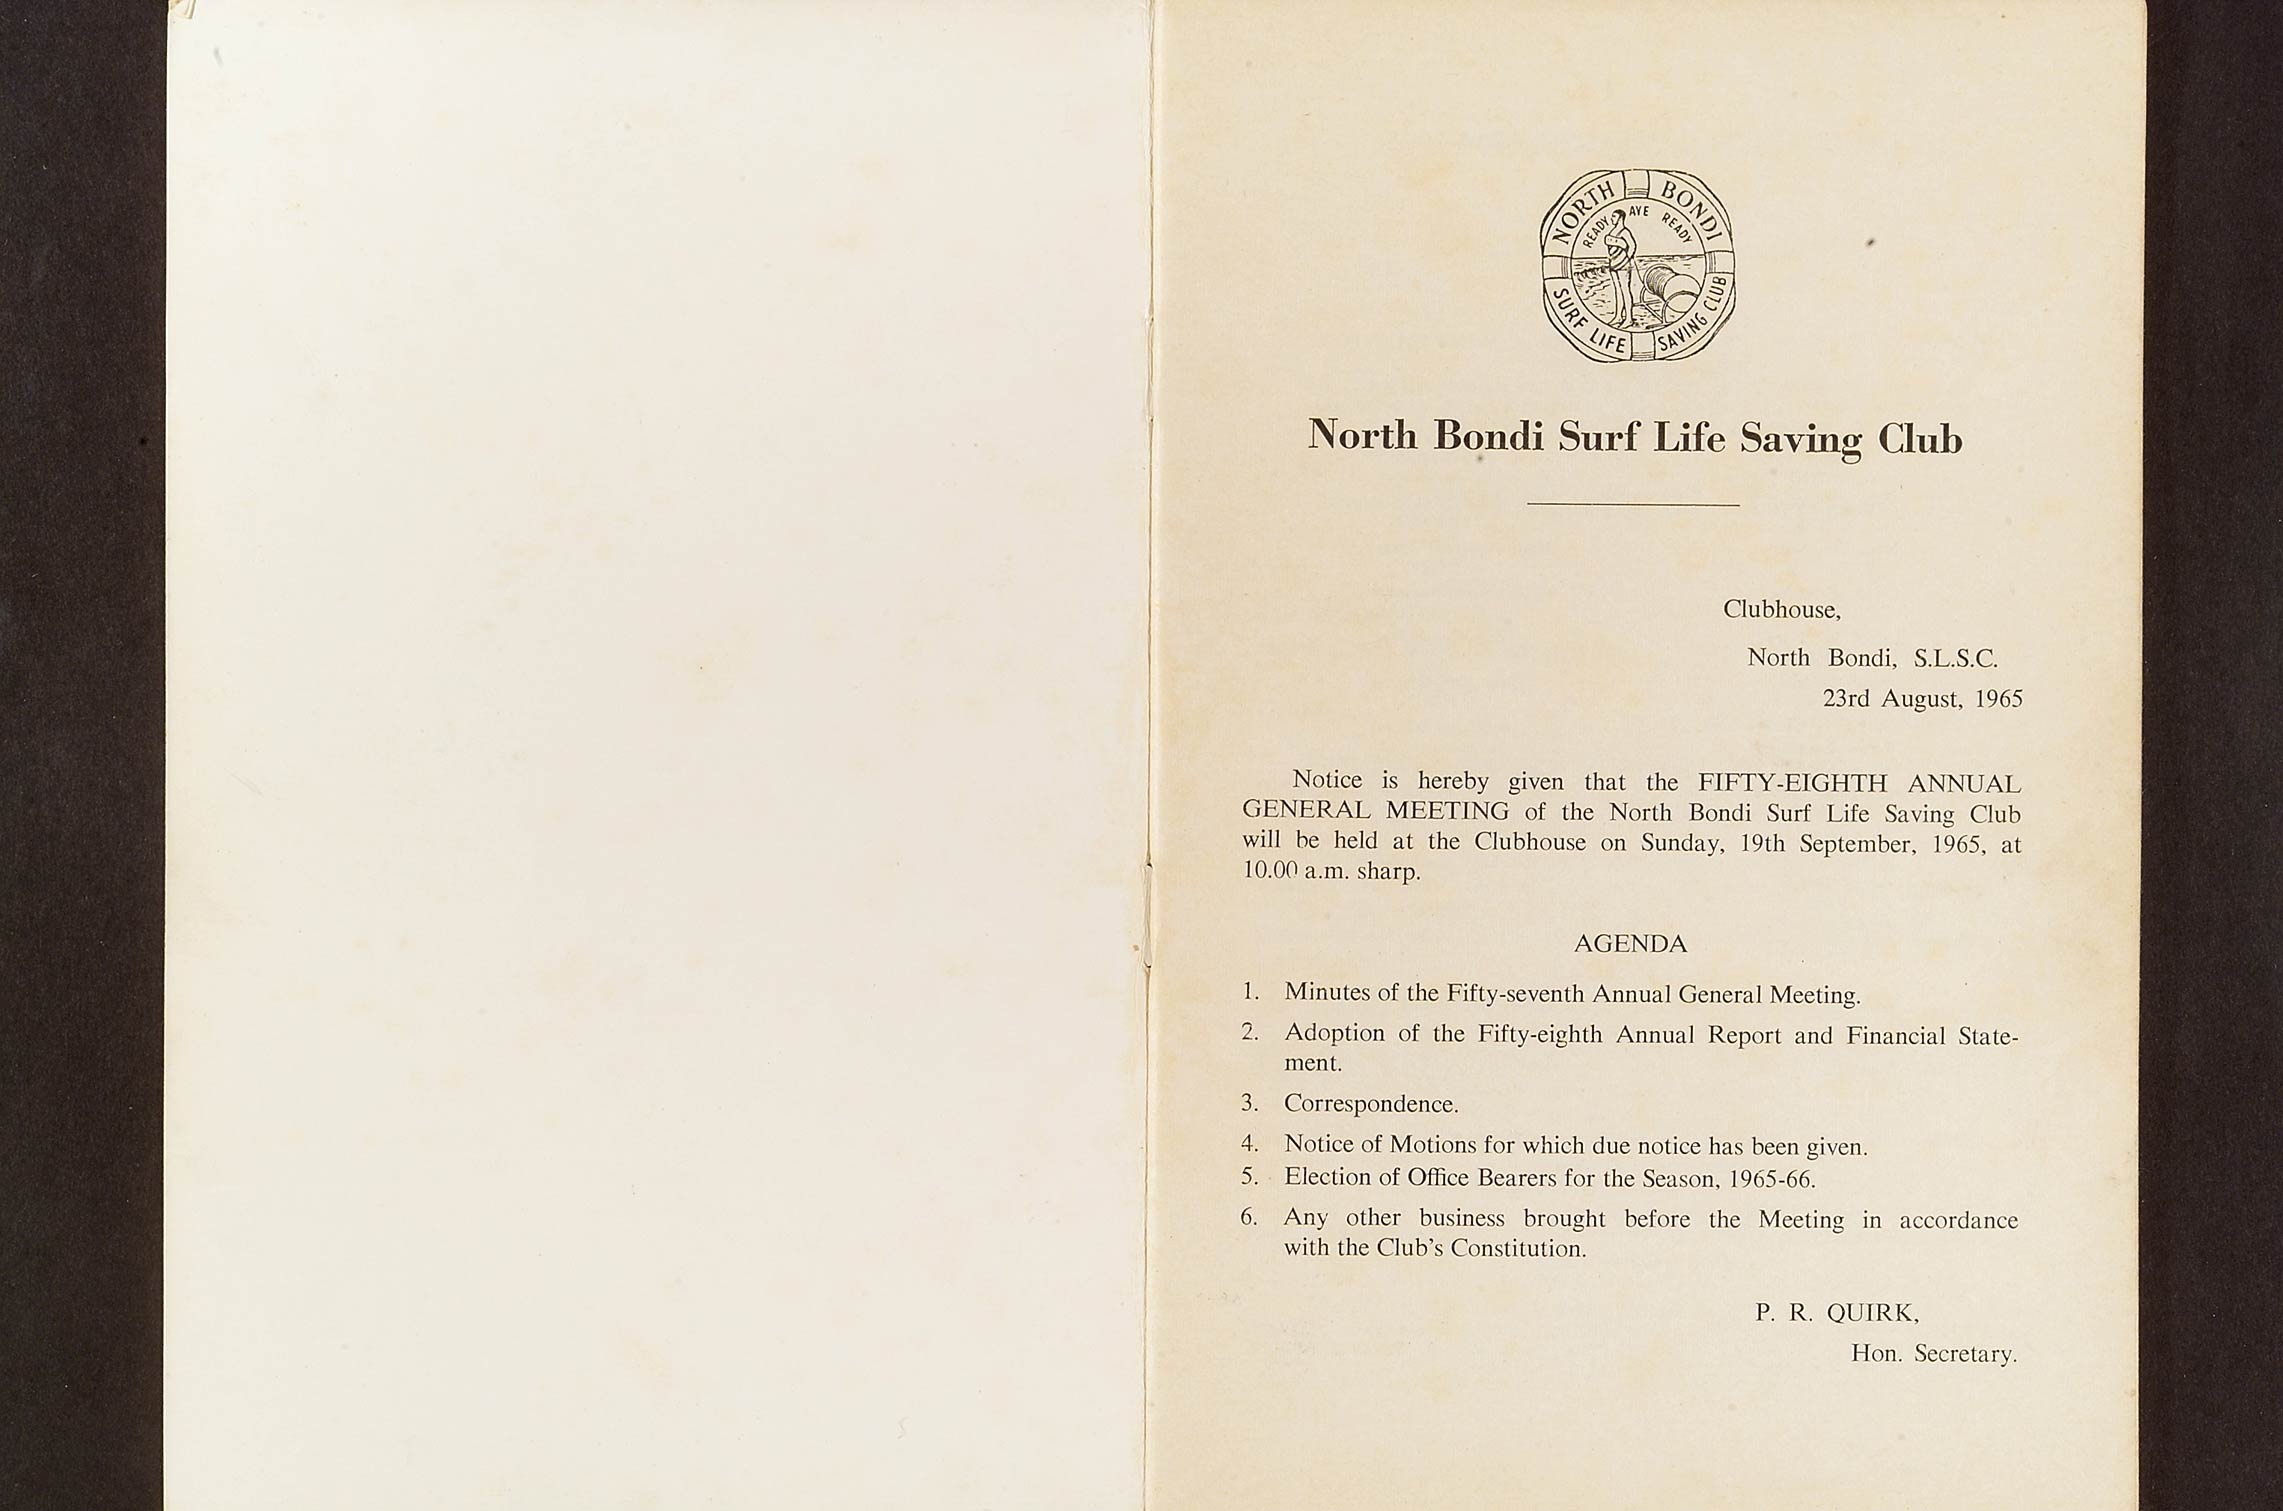 NORTH BONDI
READY AYE READY
SURF LIFE SAVING CLUB
North Bondi Surf Life Saving Club
Clubhouse,
North Bondi, S.L.S.C.
23rd August, 1965
Notice is hereby given that the FIFTY-EIGHTH ANNUAL
GENERAL MEETING of the North Bondi Surf Life Saving Club
will be held at the Clubhouse on Sunday, 19th September, 1965, at
10.00 a.m. sharp.
AGENDA
1. Minutes of the Fifty-seventh Annual General Meeting.
2. Adoption of the Fifty-eighth Annual Report and Financial State-
ment.
3. Correspondence.
4. Notice of Motions for which due notice has been given.
5. Election of Office Bearers for the Season, 1965-66.
6. Any other business brought before the Meeting in accordance
with the Club's Constitution.
P. R. QUIRK,
Hon. Secretary.